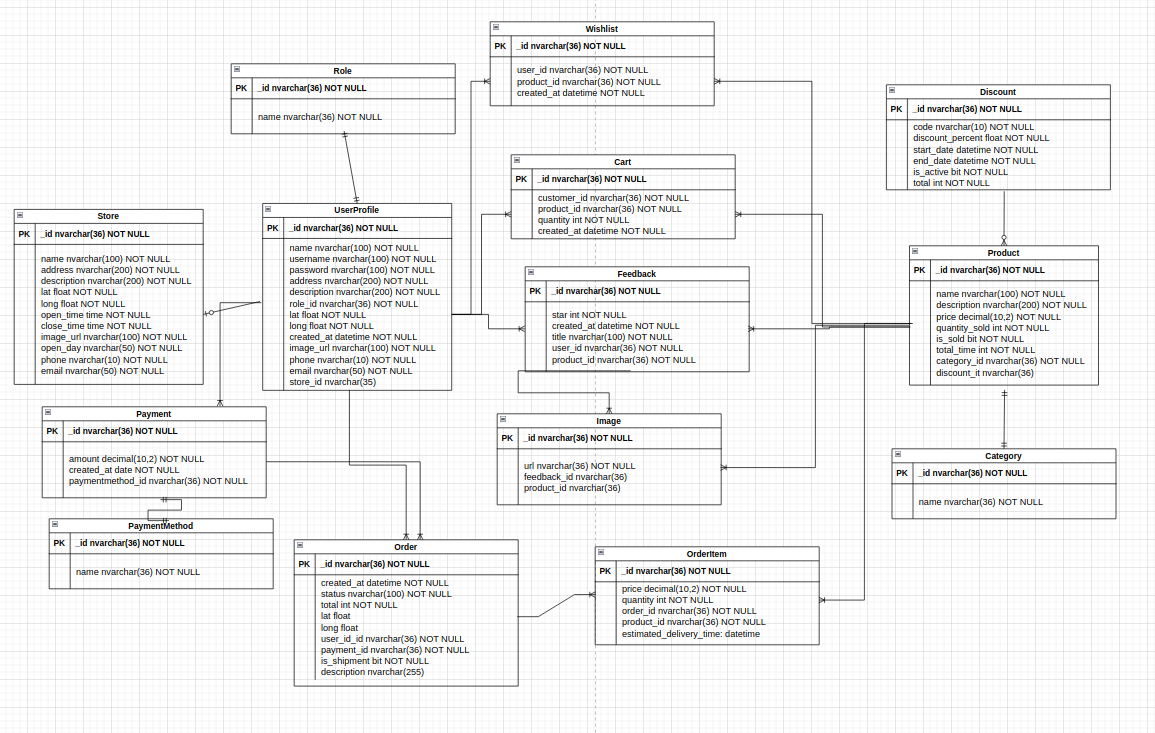 Wishlist
PK _id nvarchar(36) NOT NULL
user_id nvarchar(36) NOT NULL
product_id nvarchar(36) NOT NULL
created_at datetime NOT NULL
Role
PK _id nvarchar(36) NOT NULL
name nvarchar(36) NOT NULL
Discount
PK _id nvarchar(36) NOT NULL
code nvarchar(10) NOT NULL
discount_percent float NOT NULL
start_date datetime NOT NULL
end_date datetime NOT NULL
is_active bit NOT NULL
total int NOT NULL
Cart
PK _id nvarchar(36) NOT NULL
customer_id nvarchar(36) NOT NULL
product_id nvarchar(36) NOT NULL
quantity int NOT NULL
created_at datetime NOT NULL
Store
PK _id nvarchar(36) NOT NULL
name nvarchar(100) NOT NULL
address nvarchar(200) NOT NULL
description nvarchar(200) NOT NULL
lat float NOT NULL
long float NOT NULL
open_time time NOT NULL
close_time time NOT NULL
image_url nvarchar(100) NOT NULL
open_day nvarchar(50) NOT NULL
phone nvarchar(10) NOT NULL
email nvarchar(50) NOT NULL
UserProfile
PK _id nvarchar(36) NOT NULL
name nvarchar(100) NOT NULL
username nvarchar(100) NOT NULL
password nvarchar(100) NOT NULL
address nvarchar(200) NOT NULL
description nvarchar(200) NOT NULL
role_id nvarchar(36) NOT NULL
lat float NOT NULL
long float NOT NULL
created_at datetime NOT NULL
image_url nvarchar(100) NOT NULL
phone nvarchar(10) NOT NULL
email nvarchar(50) NOT NULL
store_id nvarchar(35)
Feedback
PK _id nvarchar(36) NOT NULL
star int NOT NULL
created_at datetime NOT NULL
title nvarchar(100) NOT NULL
user_id nvarchar(36) NOT NULL
product_id nvarchar(36) NOT NULL
Product
PK _id nvarchar(36) NOT NULL
name nvarchar(100) NOT NULL
description nvarchar(200) NOT NULL
price decimal(10,2) NOT NULL
quantity_sold int NOT NULL
is_sold bit NOT NULL
total_time int NOT NULL
category_id nvarchar(36) NOT NULL
discount_it nvarchar(36)
Payment
PK _id nvarchar(36) NOT NULL
amount decimal(10,2) NOT NULL
created_at date NOT NULL
paymentmethod_id nvarchar(36) NOT NULL
Image
PK _id nvarchar(36) NOT NULL
url nvarchar(36) NOT NULL
feedback_id nvarchar(36)
product_id nvarchar(36)
Category
PK _id nvarchar(36) NOT NULL
name nvarchar(36) NOT NULL
PaymentMethod
PK _id nvarchar(36) NOT NULL
name nvarchar(36) NOT NULL
Order
PK _id nvarchar(36) NOT NULL
created_at datetime NOT NULL
status nvarchar(100) NOT NULL
total int NOT NULL
lat float
long float
user_id_id nvarchar(36) NOT NULL
payment_id nvarchar(36) NOT NULL
is_shipment bit NOT NULL
description nvarchar(255)
OrderItem
PK _id nvarchar(36) NOT NULL
price decimal(10,2) NOT NULL
quantity int NOT NULL
order_id nvarchar(36) NOT NULL
product_id nvarchar(36) NOT NULL
estimated_delivery_time: datetime